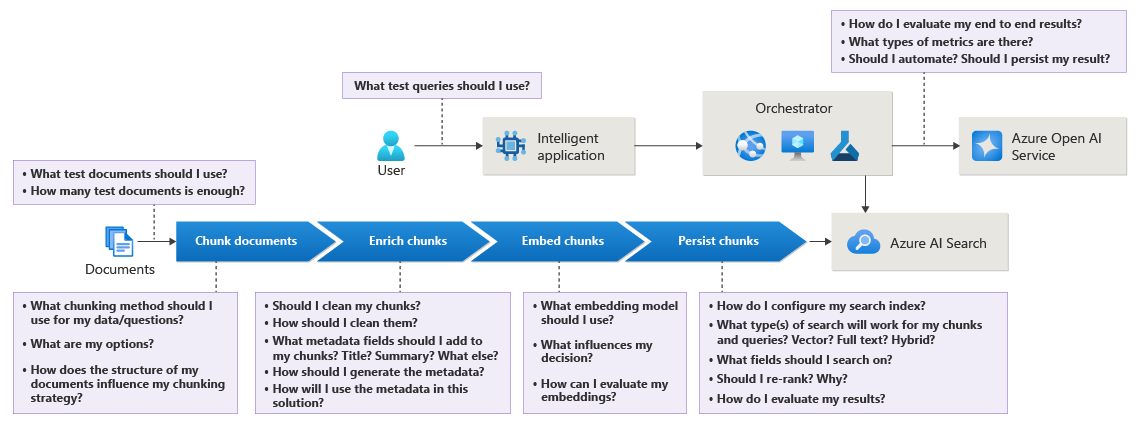 • How do I evaluate my end to end results?
• What types of metrics are there?
• Should I automate? Should I persist my result?
What test queries should I use?
Orchestrator
User
Intelligent
application
Azure Open AI
Service
• What test documents should I use?
• How many test documents is enough?
Documents
Chunk documents
Enrich chunks
Embed chunks
Persist chunks
Azure AI Search
• What chunking method should I
use for my data/questions?
• What are my options?
• How does the structure of my
documents influence my chunking
strategy?
• Should I clean my chunks?
• How should I clean them?
• What metadata fields should I add to
my chunks? Title? Summary? What else?
• How should I generate the metadata?
• How will I use the metadata in this
solution?
• What embedding model
should I use?
• What influences my
decision?
• How can I evaluate my
embeddings?
• How do I configure my search index?
• What type(s) of search will work for my chunks
and queries? Vector? Full text? Hybrid?
• What fields should I search on?
• Should I re-rank? Why?
• How do I evaluate my results?